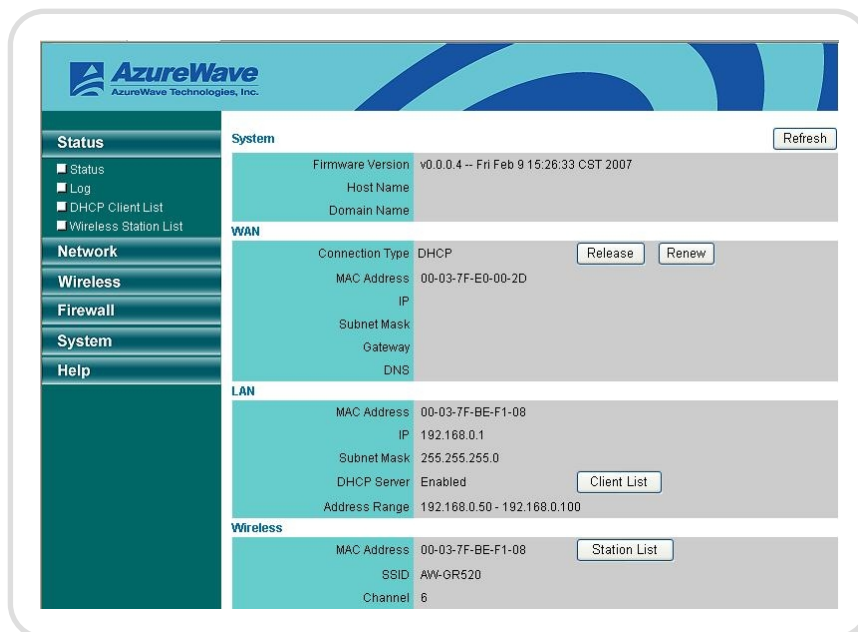 AzureWave
AzureWave Technologies, Inc.
Status
Status
Log
DHCP Client List
Wireless Station List
Network
Wireless
Firewall
System
Help
System
Refresh
Firmware Version v0.0.0.4 -- Fri Feb 9 15:26:33 CST 2007
Host Name
Domain Name
WAN
Connection Type DHCP Release Renew
MAC Address 00-03-7F-E0-00-2D
IP
Subnet Mask
Gateway
DNS
LAN
MAC Address 00-03-7F-BE-F1-08
IP 192.168.0.1
Subnet Mask 255.255.255.0
DHCP Server Enabled Client List
Address Range 192.168.0.50 - 192.168.0.100
Wireless
MAC Address 00-03-7F-BE-F1-08 Station List
SSID AW-GR520
Channel 6